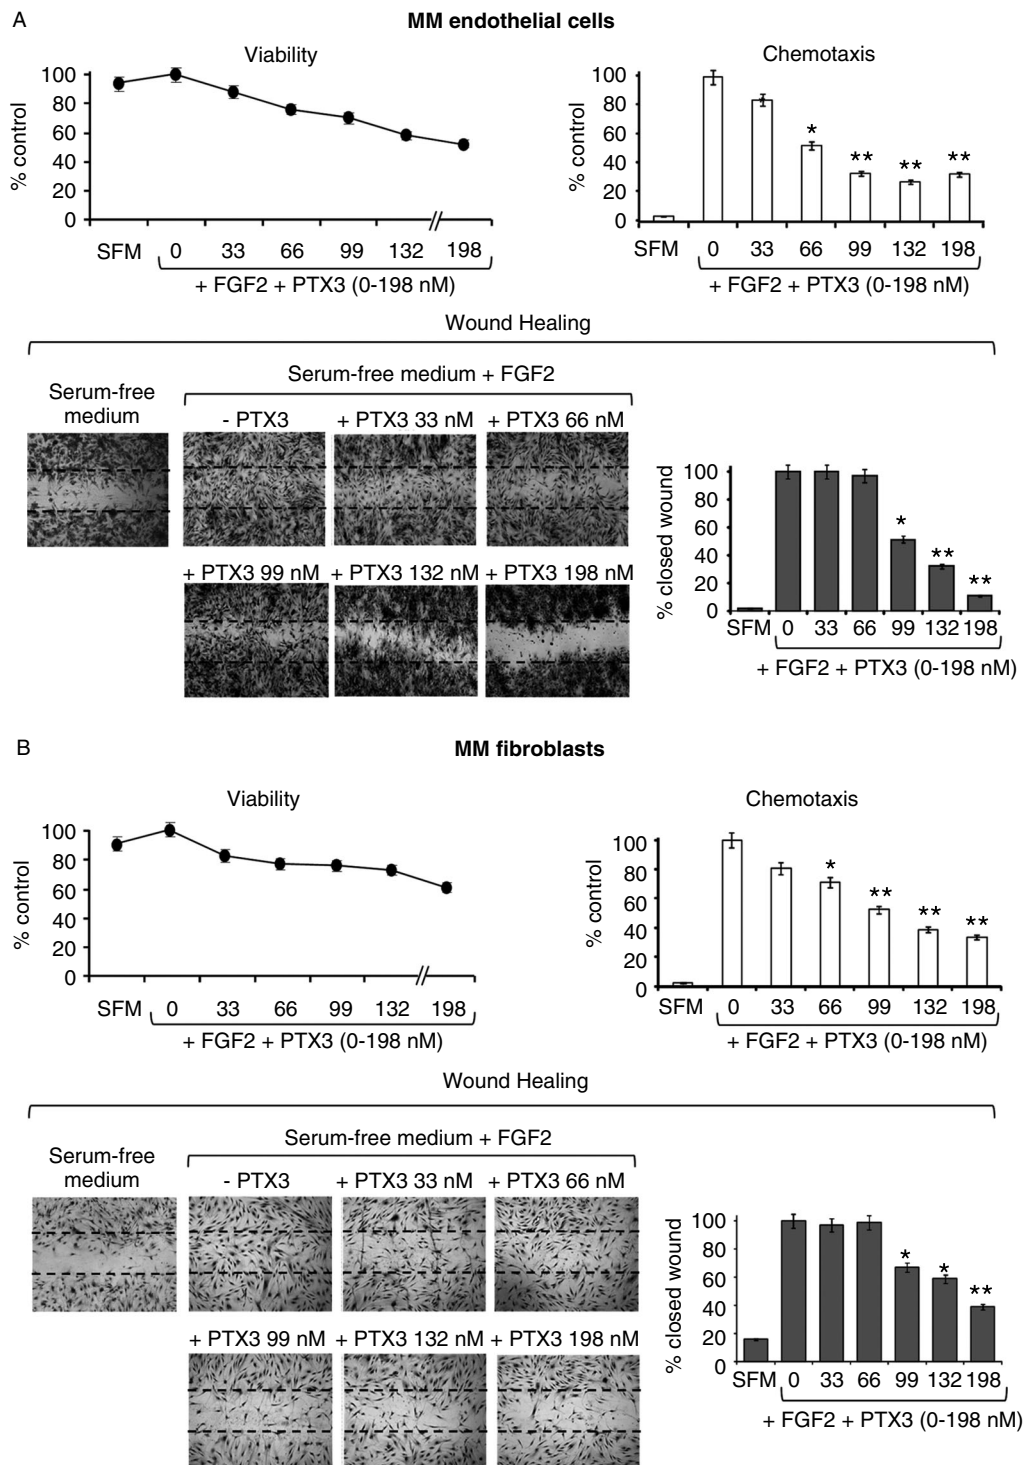 A
MM endothelial cells
Viability
% control
100
80
60
40
20
0
SFM 0 33 66 99 132 198
+ FGF2 + PTX3 (0-198 nM)
Chemotaxis
% control
100
80
60
40
20
0
* ** ** **
SFM 0 33 66 99 132 198
+ FGF2 + PTX3 (0-198 nM)
Wound Healing
Serum-free
medium
Serum-free medium + FGF2
- PTX3 + PTX3 33 nM + PTX3 66 nM
+ PTX3 99 nM + PTX3 132 nM + PTX3 198 nM
% closed wound
100
80
60
40
20
0
* ** **
SFM 0 33 66 99 132 198
+ FGF2 + PTX3 (0-198 nM)
B
MM fibroblasts
Viability
% control
100
80
60
40
20
0
SFM 0 33 66 99 132 198
+ FGF2 + PTX3 (0-198 nM)
Chemotaxis
% control
100
80
60
40
20
0
* ** ** **
SFM 0 33 66 99 132 198
+ FGF2 + PTX3 (0-198 nM)
Wound Healing
Serum-free
medium
Serum-free medium + FGF2
- PTX3 + PTX3 33 nM + PTX3 66 nM
+ PTX3 99 nM + PTX3 132 nM + PTX3 198 nM
% closed wound
100
80
60
40
20
0
* * **
SFM 0 33 66 99 132 198
+ FGF2 + PTX3 (0-198 nM)